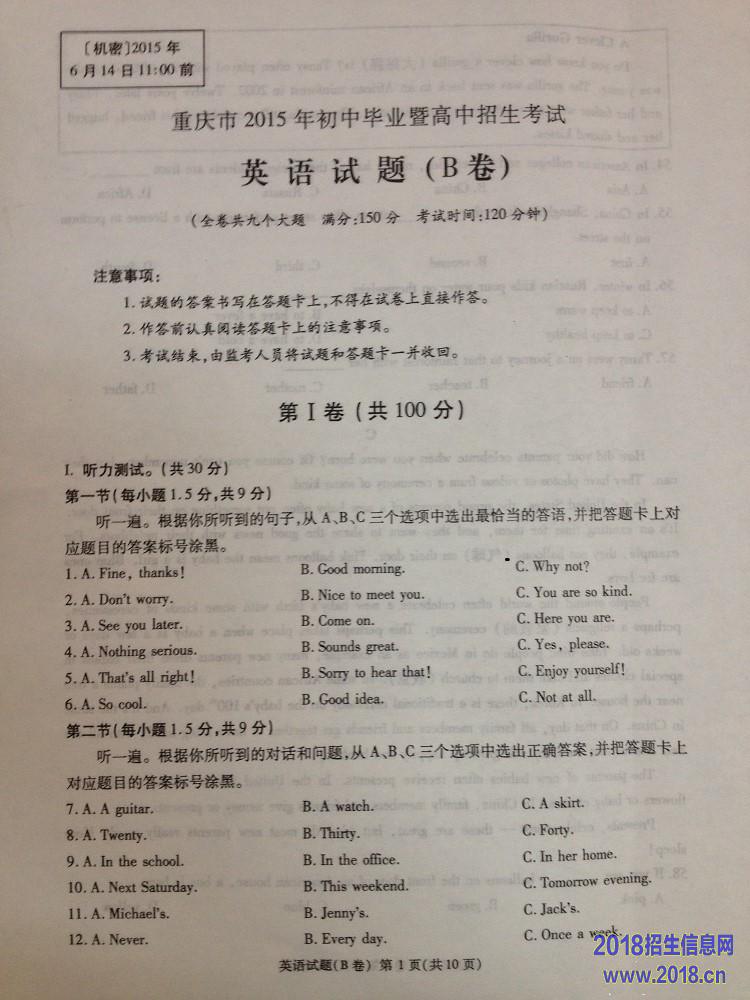 [机密]2015年
6月14日11:00前
重庆市2015年初中毕业暨高中招生考试
英语试题(B卷)
(全卷共九个大题 满分:150分 考试时间:120分钟)
注意事项:
1.试题的答案书写在答题卡上,不得在试卷上直接作答。
2.作答前认真阅读答题卡上的注意事项。
3.考试结束,由监考人员将试题和答题卡一并收回。
第Ⅰ卷(共100分)
I. 听力测试。(共30分)
第一节(每小题1.5分,共9分)
听一遍。根据你所听到的句子,从A、B、C三个选项中选出最恰当的答语,并把答题卡上对
应题目的答案标号涂黑。
1. A. Fine, thanks! B. Good morning. C. Why not?
2. A. Don't worry. B. Nice to meet you. C. You are so kind.
3. A. See you later. B. Come on. C. Here you are.
4. A. Nothing serious. B. Sounds great. C. Yes, please.
5. A. That's all right! B. Sorry to hear that! C. Enjoy yourself!
6. A. So cool. B. Good idea. C. Not at all.
第二节(每小题1.5分,共9分)
听一遍。根据你所听到的对话和问题,从A、B、C三个选项中选出正确答案,并把答题卡上
对应题目的答案标号涂黑。
7. A. A guitar. B. A watch. C. A skirt.
8. A. Twenty. B. Thirty. C. Forty.
9. A. In the school. B. In the office. C. In her home.
10. A. Next Saturday. B. This weekend. C. Tomorrow evening.
11. A. Michael's. B. Jenny's. C. Jack's.
12. A. Never. B. Every day. C. Once a week.
英语试题(B卷) 第1页(共10页)
2018招生信息网
www.2018.cn